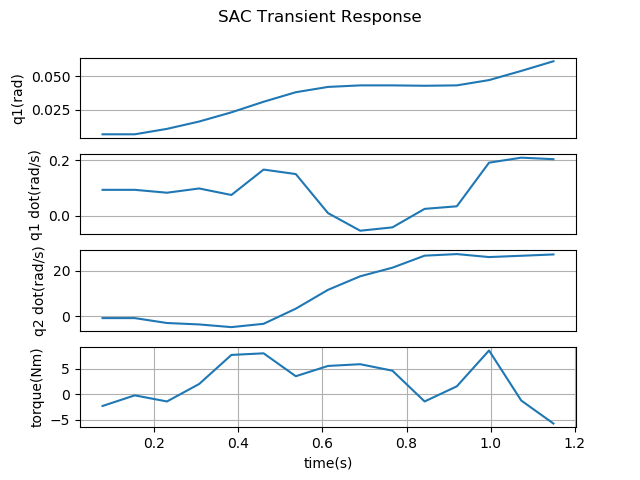 SAC Transient Response
0.050
0.025
q1(rad)
0.2
0.0
q1 dot(rad/s)
20
0
q2 dot(rad/s)
5
0
−5
torque(Nm)
0.2 0.4 0.6 0.8 1.0 1.2
time(s)